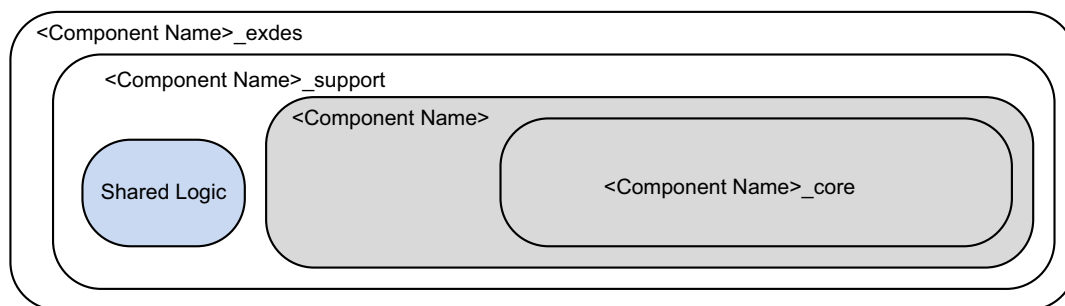 <Component Name>_exdes
<Component Name>_support
<Component Name>
Shared Logic
<Component Name>_core